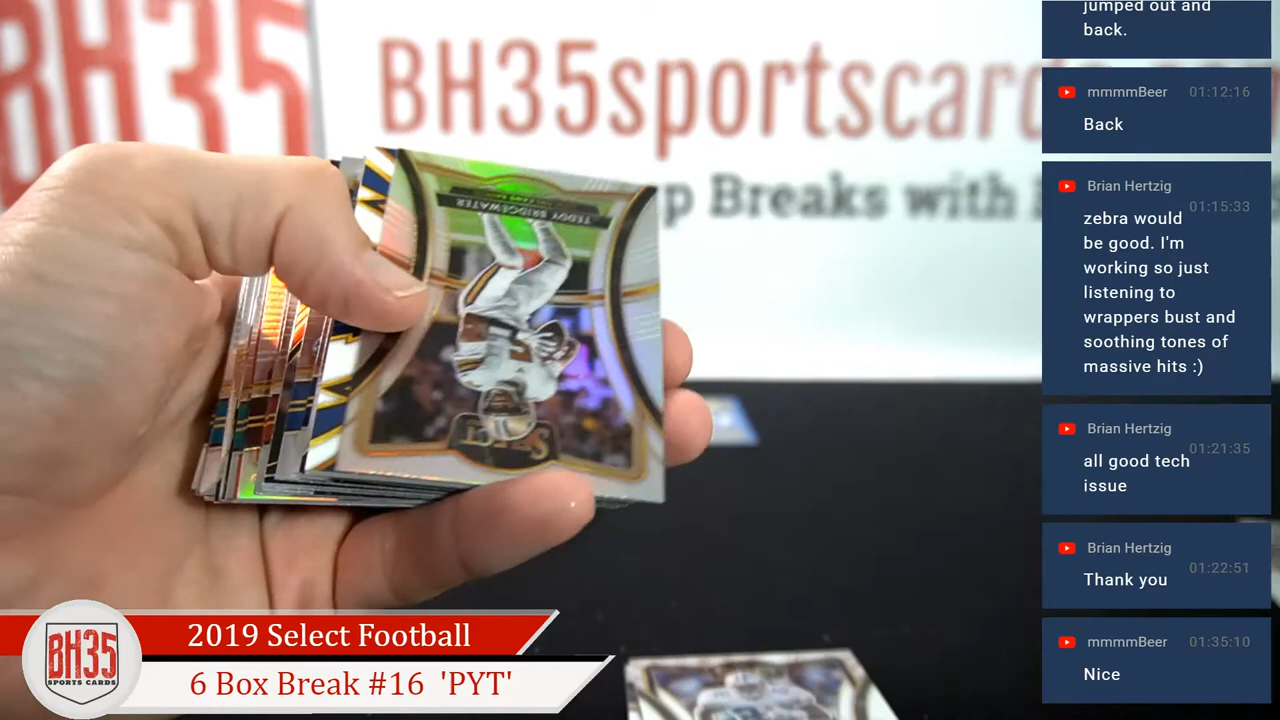 BH35
BH35sportscards
p Breaks with
TEDDY BRIDGEWATER
SELECT
jumped out and
back.
mmmmBeer 01:12:16
Back
Brian Hertzig 01:15:33
zebra would
be good. I'm
working so just
listening to
wrappers bust and
soothing tones of
massive hits :)
Brian Hertzig 01:21:35
all good tech
issue
Brian Hertzig 01:22:51
Thank you
mmmmBeer 01:35:10
Nice
BH35
SPORTS CARDS
2019 Select Football
6 Box Break #16 'PYT'